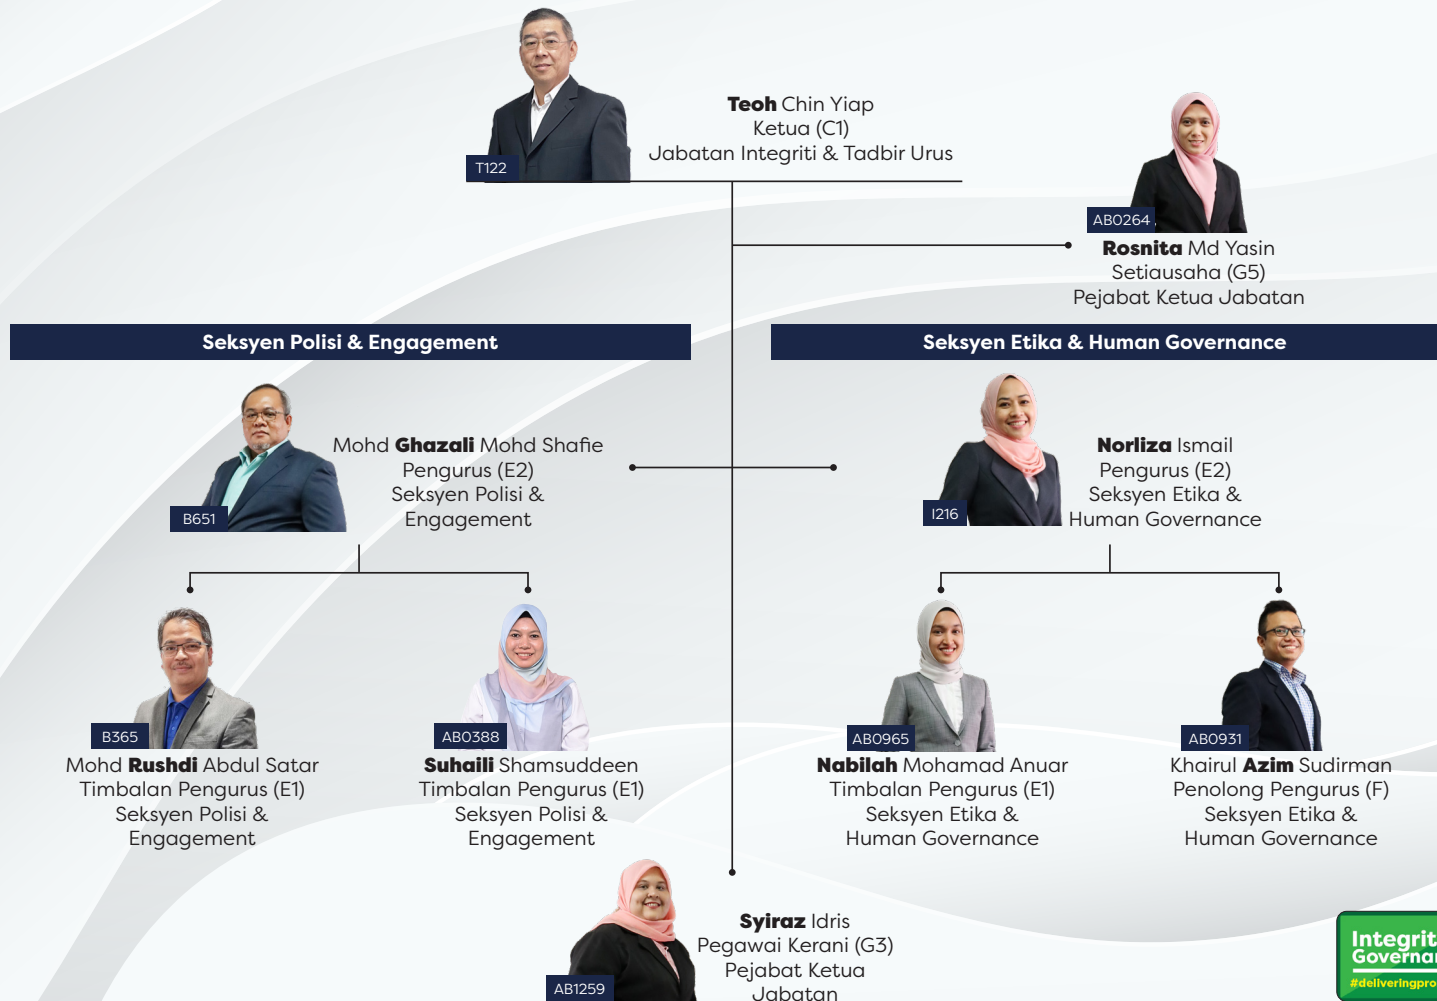 Teoh Chin Yiap
Ketua (C1)
Jabatan Integriti & Tadbir Urus
T122
AB0264
Rosnita Md Yasin
Setiausaha (G5)
Pejabat Ketua Jabatan
Seksyen Polisi & Engagement
Seksyen Etika & Human Governance
Mohd Ghazali Mohd Shafie
Pengurus (E2)
Seksyen Polisi &
Engagement
B651
Norliza Ismail
Pengurus (E2)
Seksyen Etika &
Human Governance
I216
B365
Mohd Rushdi Abdul Satar
Timbalan Pengurus (E1)
Seksyen Polisi &
Engagement
AB0388
Suhaili Shamsuddeen
Timbalan Pengurus (E1)
Seksyen Polisi &
Engagement
AB0965
Nabilah Mohamad Anuar
Timbalan Pengurus (E1)
Seksyen Etika &
Human Governance
AB0931
Khairul Azim Sudirman
Penolong Pengurus (F)
Seksyen Etika &
Human Governance
Syiraz Idris
Pegawai Kerani (G3)
Pejabat Ketua
Jabatan
AB1259